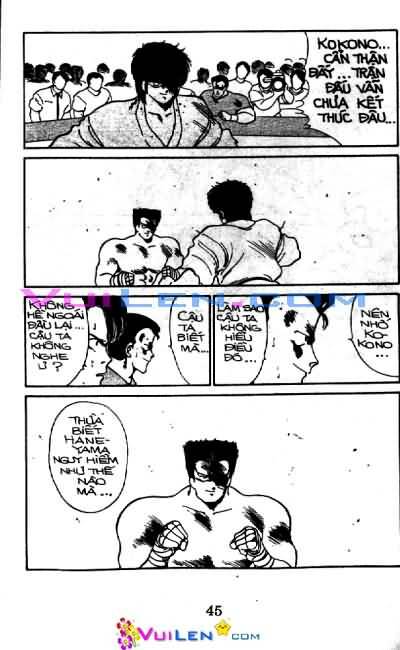 KOKONO...
CẨN THẬN
ĐẤY... TRẬN
ĐẤU VẪN
CHƯA KẾT
THÚC ĐÂU...
NÊN
NHỚ
KO-
KONO
...
LÀM SAO
CẬU TA
KHÔNG
HIỂU
ĐIỀU
ĐÓ...
CẬU
TA
BIẾT
MÀ...
KHÔNG
HỀ NGOÁI
ĐẦU LẠI...
CẬU TA
KHÔNG
NGHE
Ư?
THỪA
BIẾT
HANE-
YAMA
NGUY HIỂM
NHƯ THẾ
NÀO
MÀ...
VUILEN.COM
45
VUILEN.com